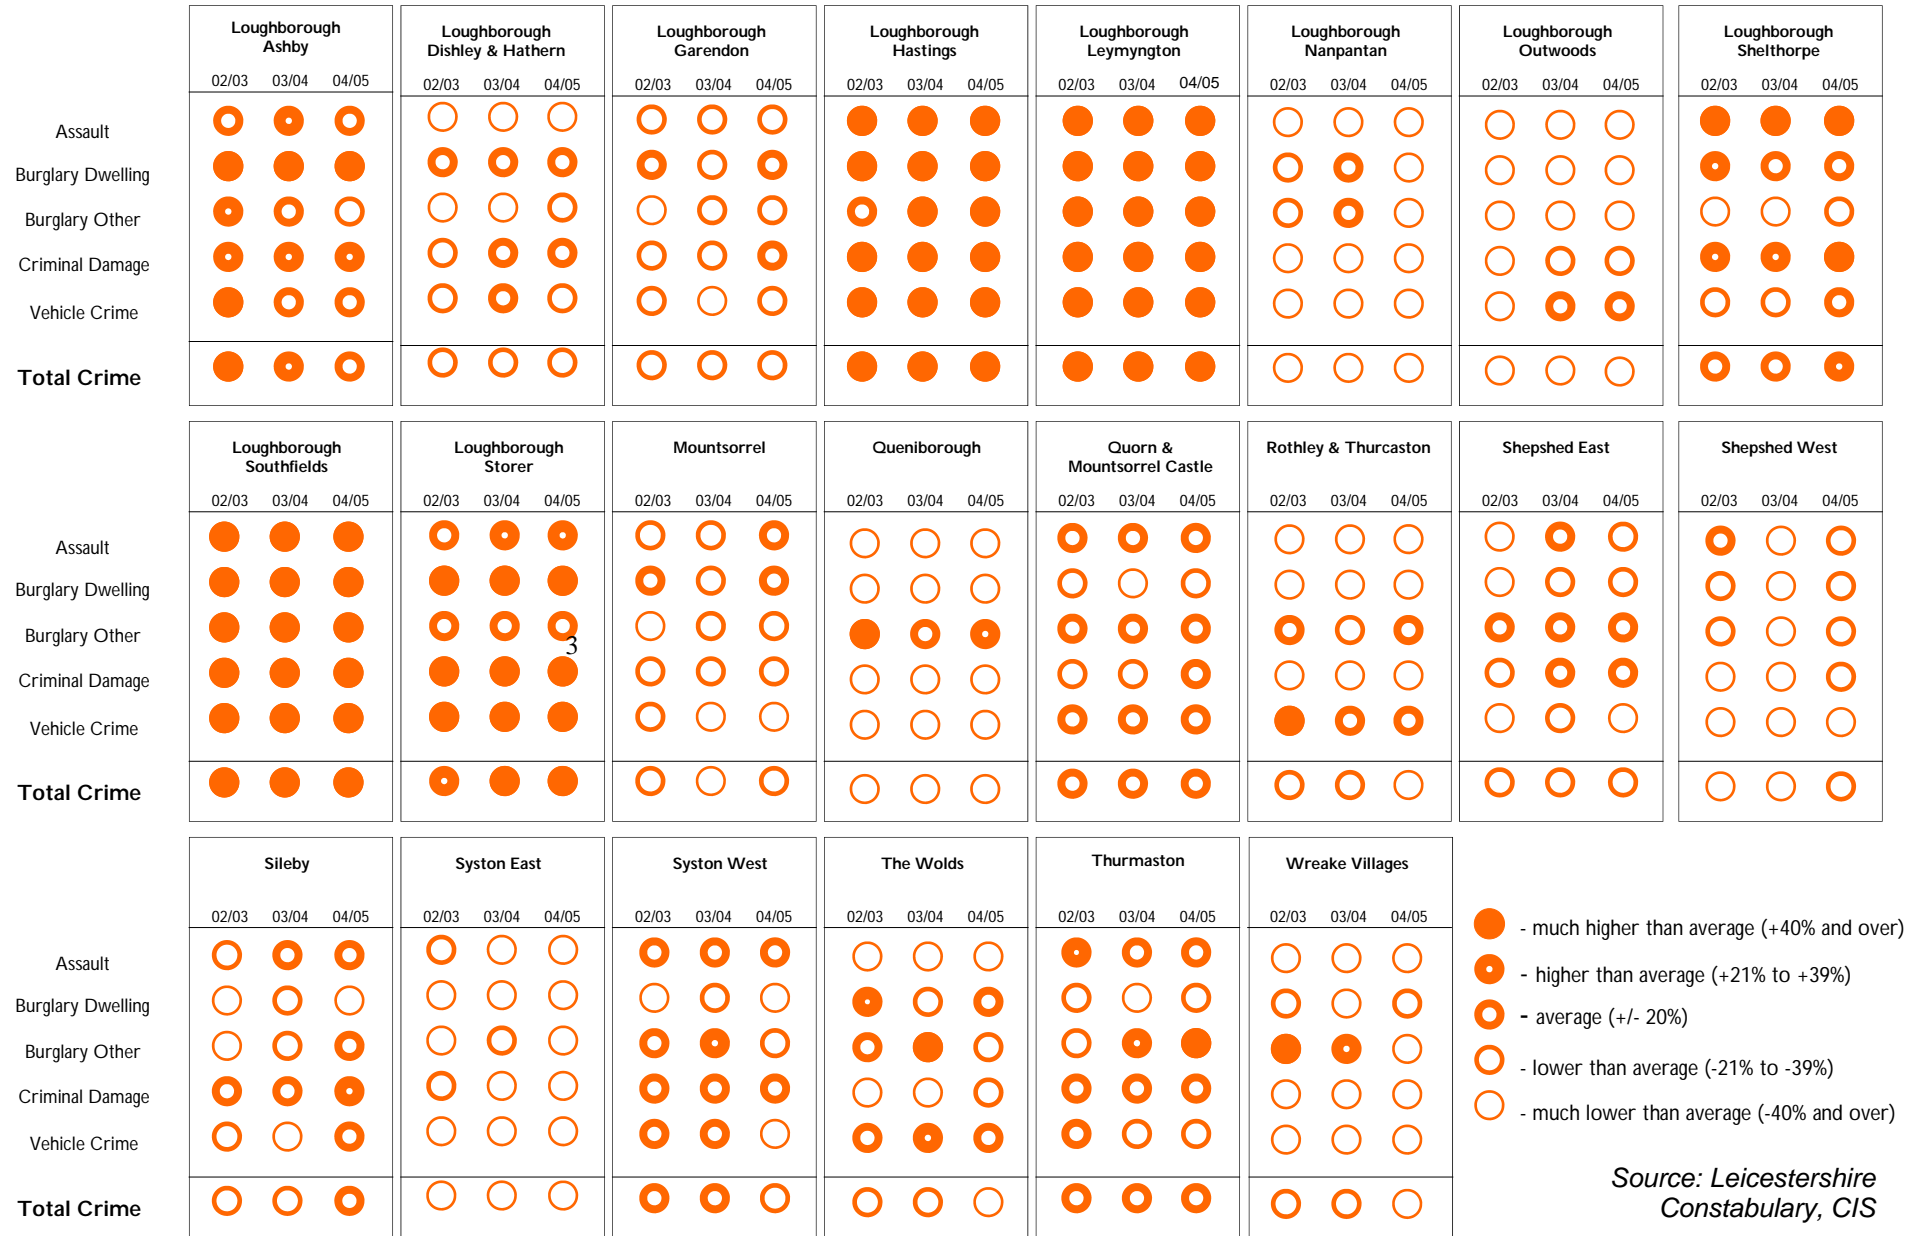 Loughborough
Ashby
Loughborough
Dishley & Hathern
Loughborough
Garendon
Loughborough
Hastings
Loughborough
Leymyngton
Loughborough
Nanpantan
Loughborough
Outwoods
Loughborough
Shelthorpe
02/03 03/04 04/05 02/03 03/04 04/05 02/03 03/04 04/05 02/03 03/04 04/05 02/03 03/04 04/05 02/03 03/04 04/05 02/03 03/04 04/05 02/03 03/04 04/05
Assault
Burglary Dwelling
Burglary Other
Criminal Damage
Vehicle Crime
Total Crime
Loughborough
Southfields
Loughborough
Storer
Mountsorrel
Queniborough
Quorn &
Mountsorrel Castle
Rothley & Thurcaston
Shepshed East
Shepshed West
02/03 03/04 04/05 02/03 03/04 04/05 02/03 03/04 04/05 02/03 03/04 04/05 02/03 03/04 04/05 02/03 03/04 04/05 02/03 03/04 04/05 02/03 03/04 04/05
Assault
Burglary Dwelling
Burglary Other
3
Criminal Damage
Vehicle Crime
Total Crime
Sileby
Syston East
Syston West
The Wolds
Thurmaston
Wreake Villages
02/03 03/04 04/05 02/03 03/04 04/05 02/03 03/04 04/05 02/03 03/04 04/05 02/03 03/04 04/05 02/03 03/04 04/05
Assault
Burglary Dwelling
Burglary Other
Criminal Damage
Vehicle Crime
Total Crime
- much higher than average (+40% and over)
- higher than average (+21% to +39%)
- average (+/- 20%)
- lower than average (-21% to -39%)
- much lower than average (-40% and over)
Source: Leicestershire
Constabulary, CIS